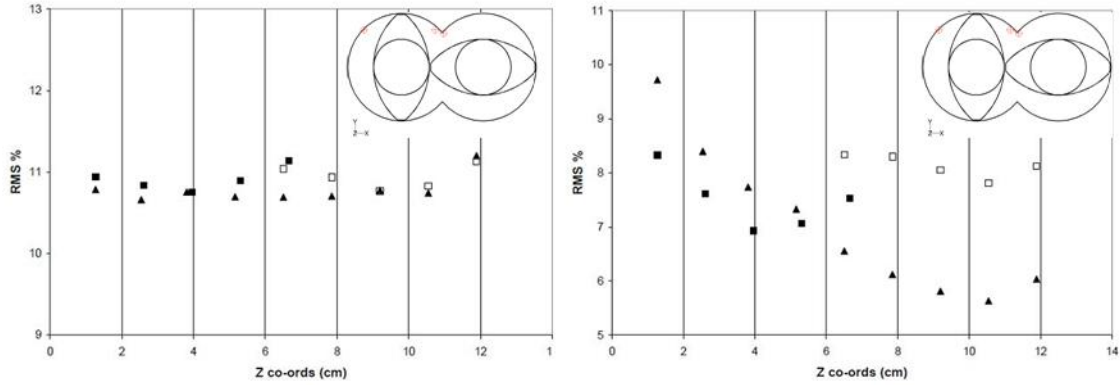 13
12
11
10
9
RMS %
0 2 4 6 8 10 12 1
Z co-ords (cm)
Y
Z X
11%
10%
9%
8%
7%
6%
5%
RMS %
0 2 4 6 8 10 12 14
Z co-ords (cm)
Y
Z X